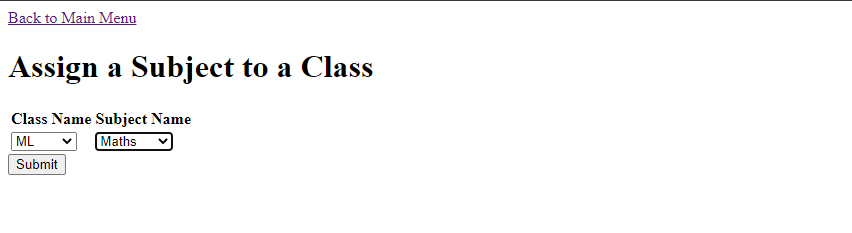 Back to Main Menu
Assign a Subject to a Class
Class Name Subject Name
ML Maths
Submit